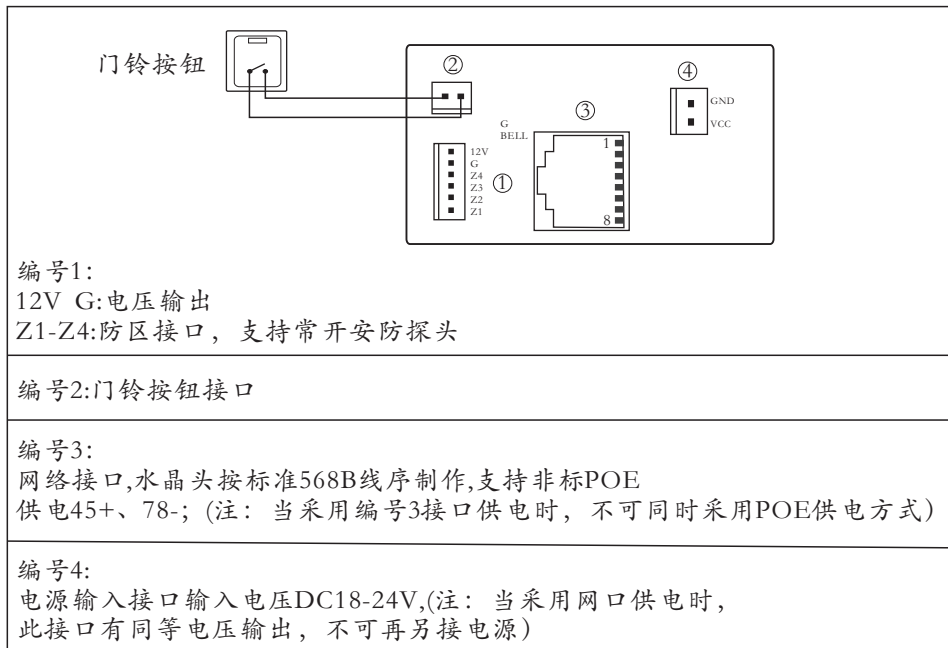 门铃按钮
②
④
GND
VCC
③
G
BELL
1
8
12V
G
Z4
Z3
Z2
Z1
①
编号1:
12V G:电压输出
Z1-Z4:防区接口，支持常开安防探头
编号2:门铃按钮接口
编号3:
网络接口,水晶头按标准568B线序制作,支持非标POE
供电45+、78-; (注：当采用编号3接口供电时，不可同时采用POE供电方式)
编号4:
电源输入接口输入电压DC18-24V,(注：当采用网口供电时，
此接口有同等电压输出，不可再另接电源)